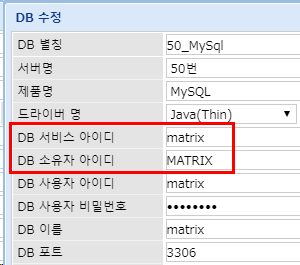 DB 수정
DB 별칭 50_MySql
서버명 50번
제품명 MySQL
드라이버 명 Java(Thin)
DB 서비스 아이디 matrix
DB 소유자 아이디 MATRIX
DB 사용자 아이디 matrix
DB 사용자 비밀번호 ••••••••
DB 이름 matrix
DB 포트 3306